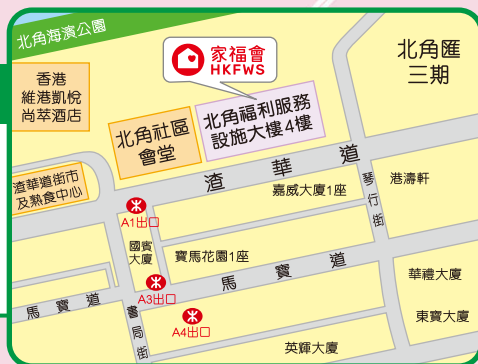 北角海濱公園
家福會
HKFWS
北角匯
三期
香港
維港凱悅
尚萃酒店
北角社區
會堂
北角福利服務
設施大樓4樓
渣華道
渣華道街市
及熟食中心
嘉威大廈1座
琴行街
港濤軒
A1出口
國賓
大廈
寶馬花園1座
馬寶道
A3出口
華禮大廈
馬寶道
書局街
A4出口
東寶大廈
英輝大廈